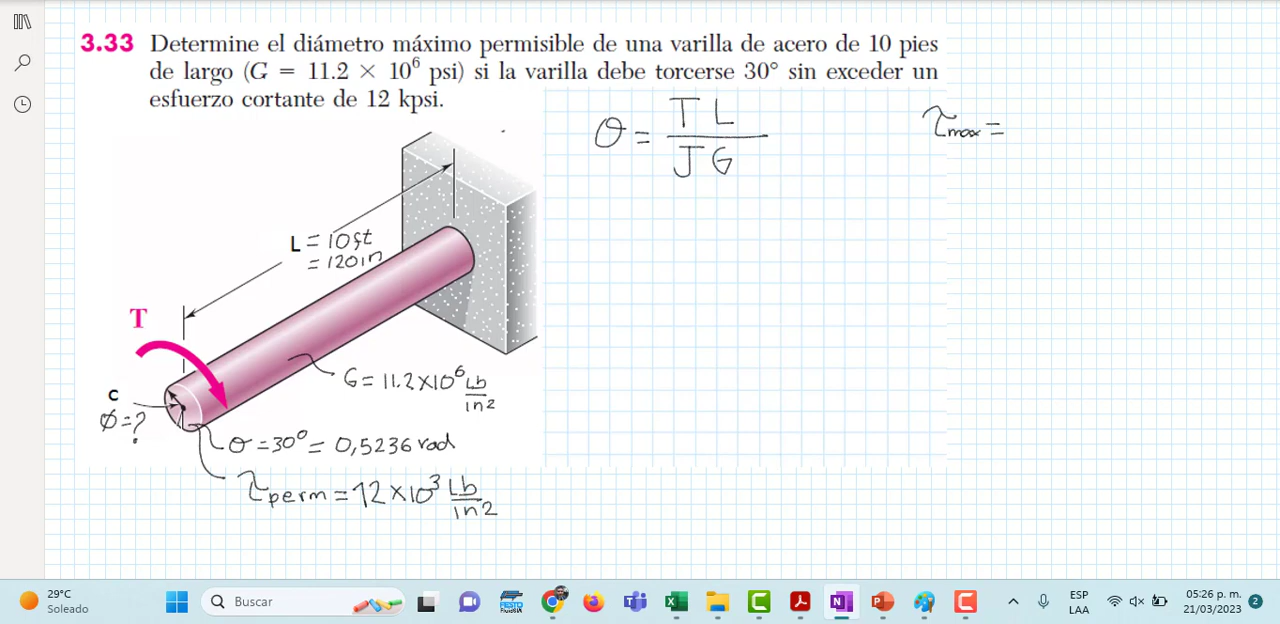 3.33 Determine el diámetro máximo permisible de una varilla de acero de 10 pies
de largo (G = 11.2 × 10⁶ psi) si la varilla debe torcerse 30° sin exceder un
esfuerzo cortante de 12 kpsi.
θ = T L / J G
τmax =
L = 10ft
= 120in
T
G = 11.2×10⁶ Lb/in2
c
Ø=?
θ = 30° = 0,5236 rad
τperm = 12×10³ Lb/in2
29°C
Soleado
Buscar
ESP
LAA
05:26 p. m.
21/03/2023
2